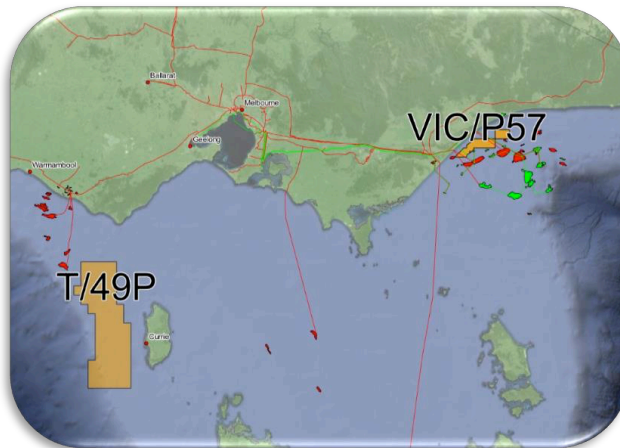 Ballarat
Melbourne
VIC/P57
Geelong
Warrnambool
T/49P
Currie